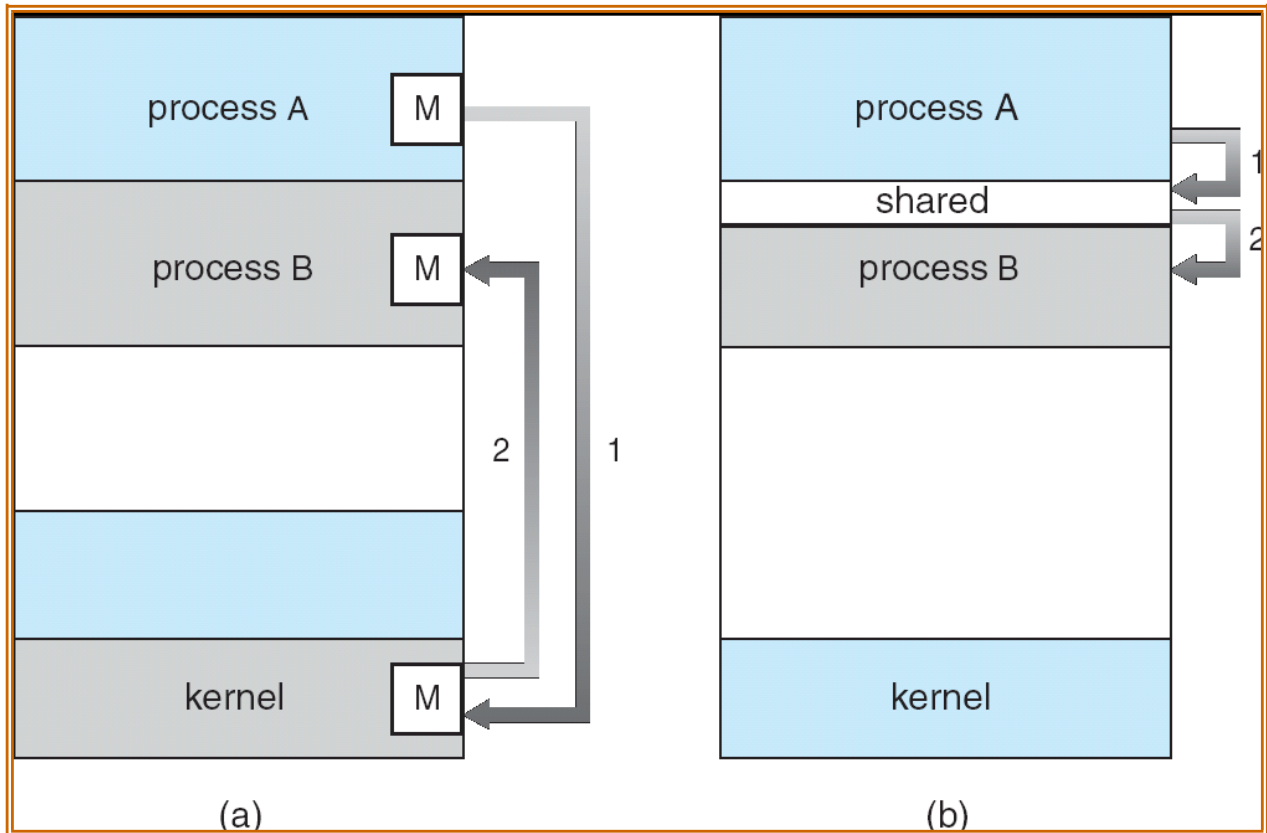 process A
M
process B
M
2
1
kernel
M
(a)
process A
1
shared
2
process B
kernel
(b)